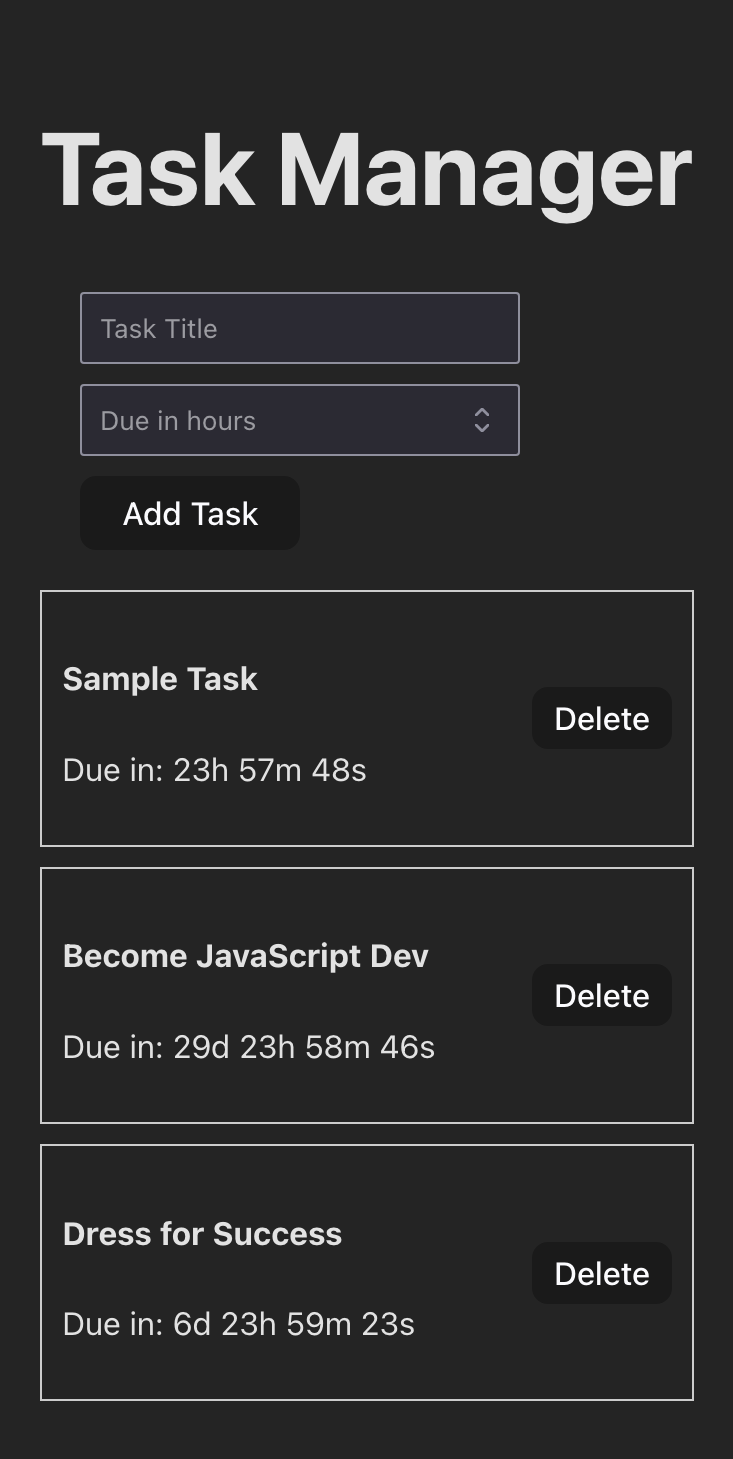 Task Manager
Task Title
Due in hours
Add Task
Sample Task
Delete
Due in: 23h 57m 48s
Become JavaScript Dev
Delete
Due in: 29d 23h 58m 46s
Dress for Success
Delete
Due in: 6d 23h 59m 23s